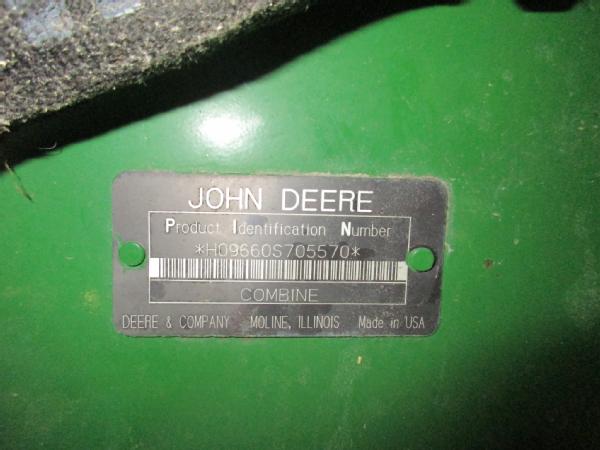 JOHN DEERE
Product Identification Number
*H09660S705570*
COMBINE
DEERE & COMPANY MOLINE, ILLINOIS Made in USA